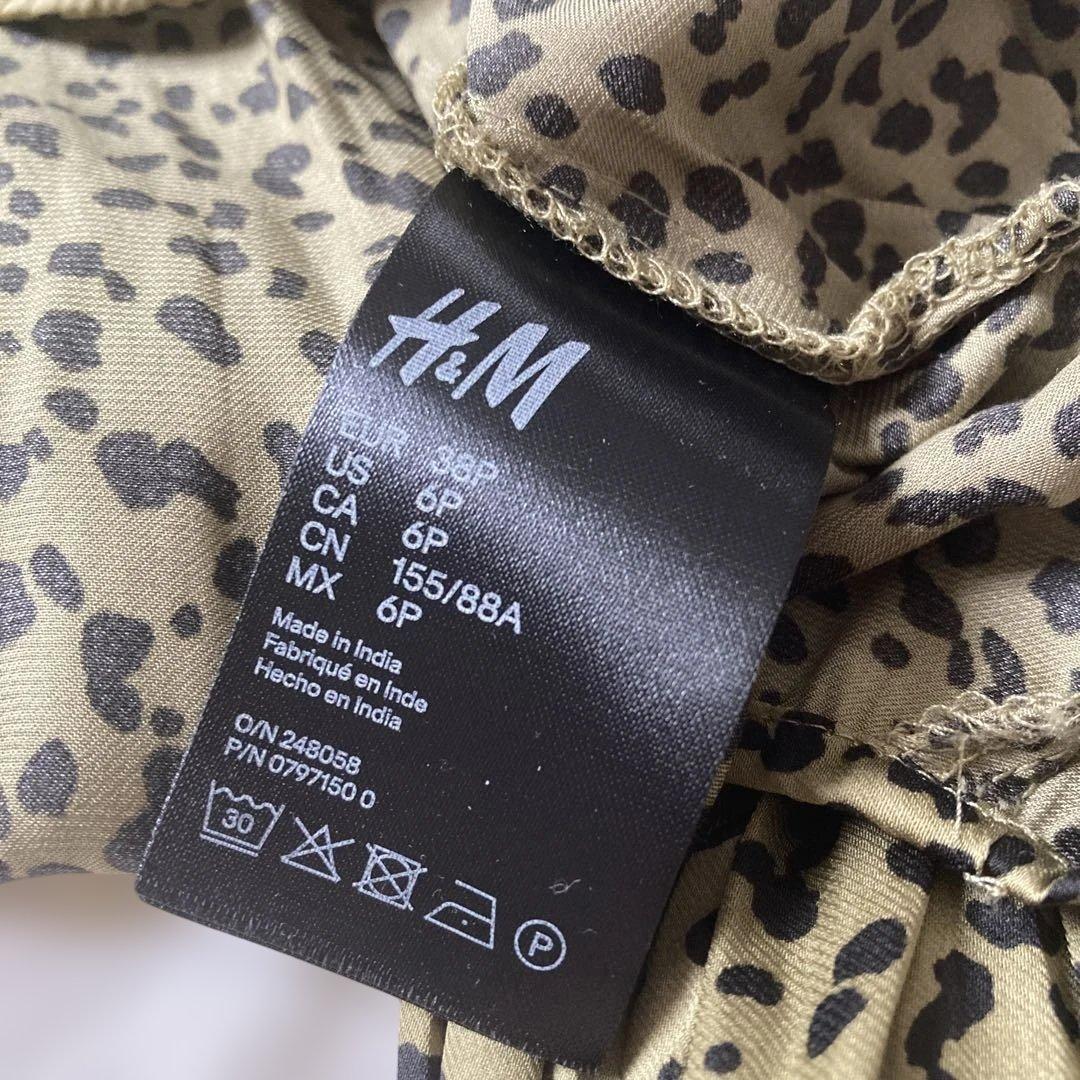 H&M
EUR 36P
US 6P
CA 6P
CN 155/88A
MX 6P
Made in India
Fabriqué en Inde
Hecho en India
O/N 248058
P/N 0797150 0
30
P